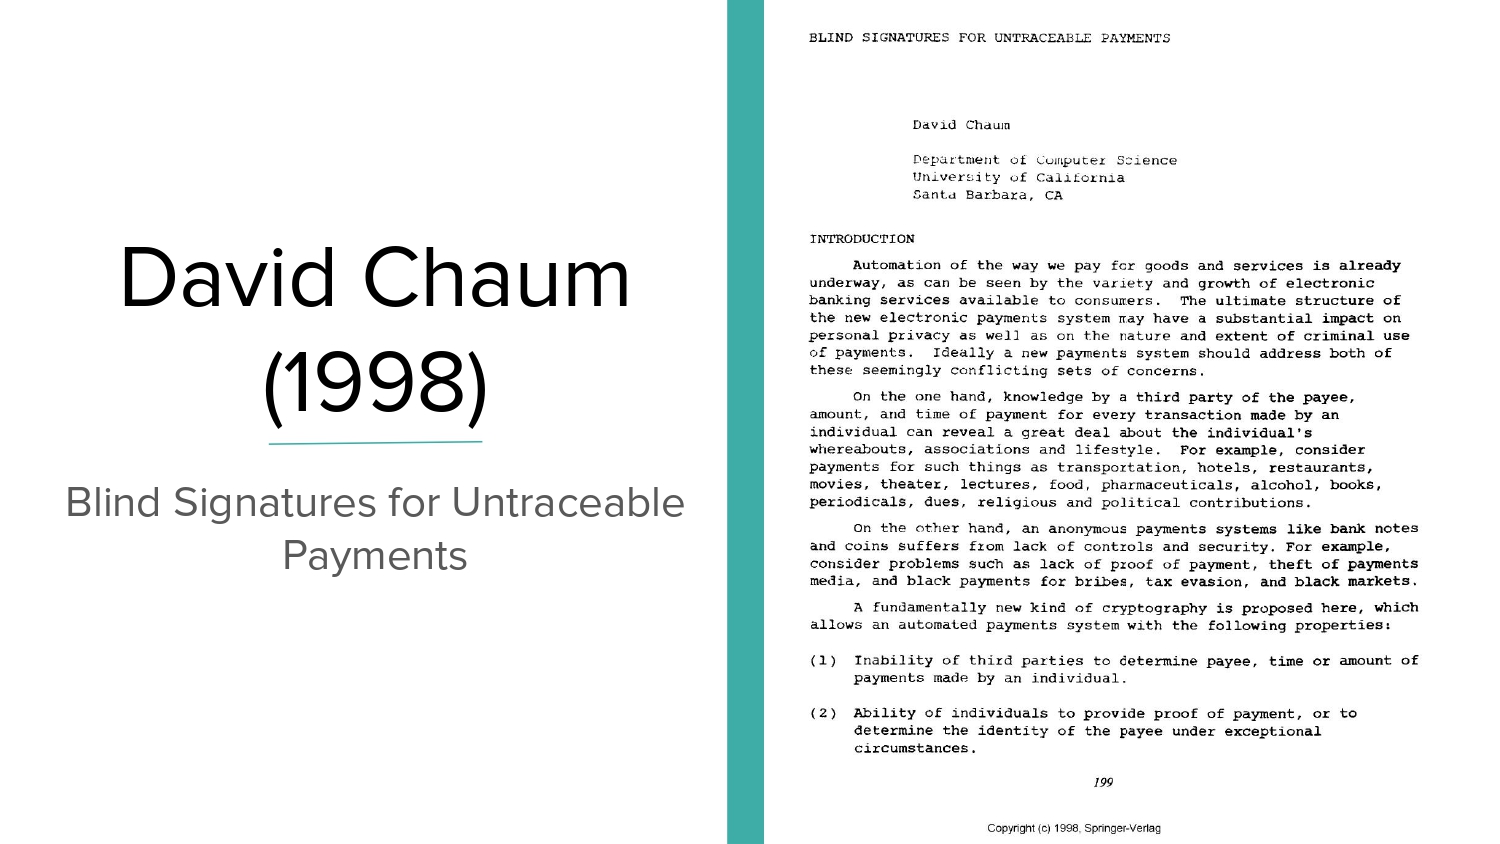 David Chaum
(1998)
Blind Signatures for Untraceable
Payments
BLIND SIGNATURES FOR UNTRACEABLE PAYMENTS
David Chaum
Department of Computer Science
University of California
Santa Barbara, CA
INTRODUCTION
Automation of the way we pay for goods and services is already
underway, as can be seen by the variety and growth of electronic
banking services available to consumers. The ultimate structure of
the new electronic payments system may have a substantial impact on
personal privacy as well as on the nature and extent of criminal use
of payments. Ideally a new payments system should address both of
these seemingly conflicting sets of concerns.
On the one hand, knowledge by a third party of the payee,
amount, and time of payment for every transaction made by an
individual can reveal a great deal about the individual's
whereabouts, associations and lifestyle. For example, consider
payments for such things as transportation, hotels, restaurants,
movies, theater, lectures, food, pharmaceuticals, alcohol, books,
periodicals, dues, religious and political contributions.
On the other hand, an anonymous payments systems like bank notes
and coins suffers from lack of controls and security. For example,
consider problems such as lack of proof of payment, theft of payments
media, and black payments for bribes, tax evasion, and black markets.
A fundamentally new kind of cryptography is proposed here, which
allows an automated payments system with the following properties:
(1) Inability of third parties to determine payee, time or amount of
payments made by an individual.
(2) Ability of individuals to provide proof of payment, or to
determine the identity of the payee under exceptional
circumstances.
199
Copyright (c) 1998, Springer-Verlag